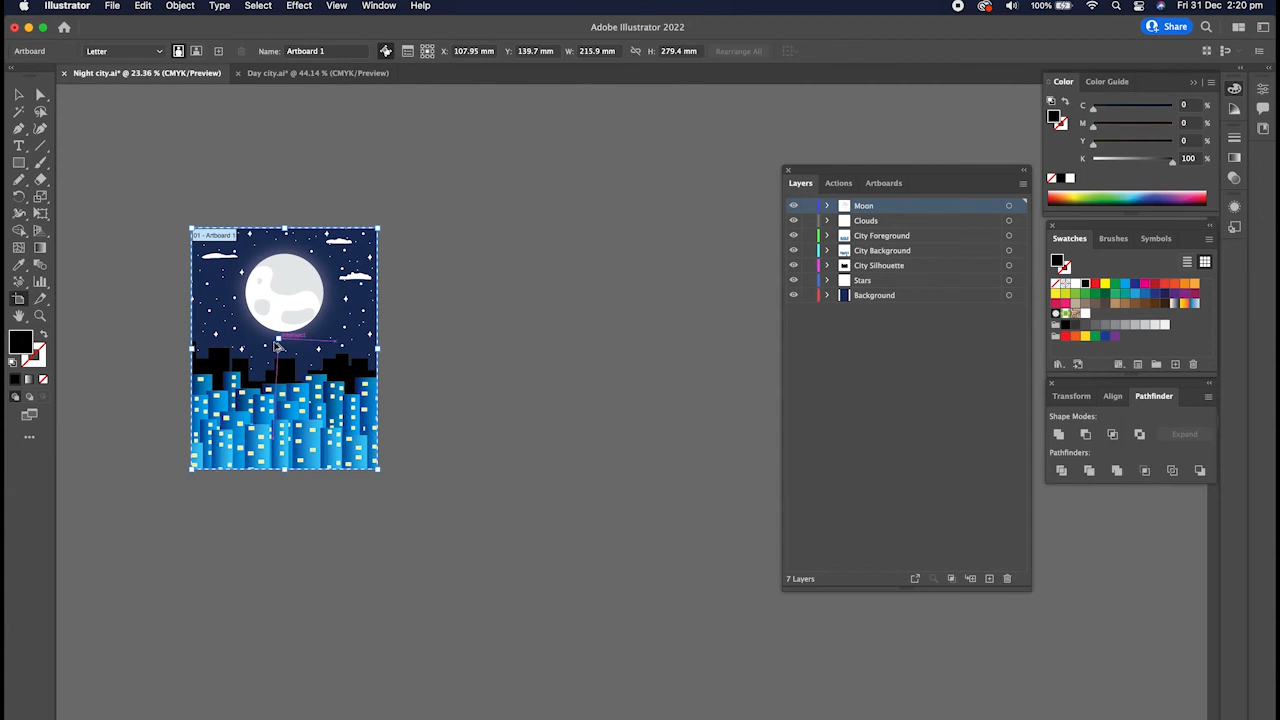 Illustrator File Edit Object Type Select Effect View Window Help 100% Fri 31 Dec 2:20 pm
Adobe Illustrator 2022 Share
Artboard Letter Name: Artboard 1 X: 107.95 mm Y: 139.7 mm W: 215.9 mm H: 279.4 mm Rearrange All
Night city.ai* @ 23.36 % (CMYK/Preview) Day city.ai* @ 44.14 % (CMYK/Preview)
Color Color Guide
C 0 %
M 0 %
Y 0 %
K 100 %
Layers Actions Artboards
Moon
Clouds
City Foreground
City Background
City Silhouette
Stars
Background
7 Layers
Swatches Brushes Symbols
Transform Align Pathfinder
Shape Modes:
Expand
Pathfinders:
01 - Artboard 1
intersect